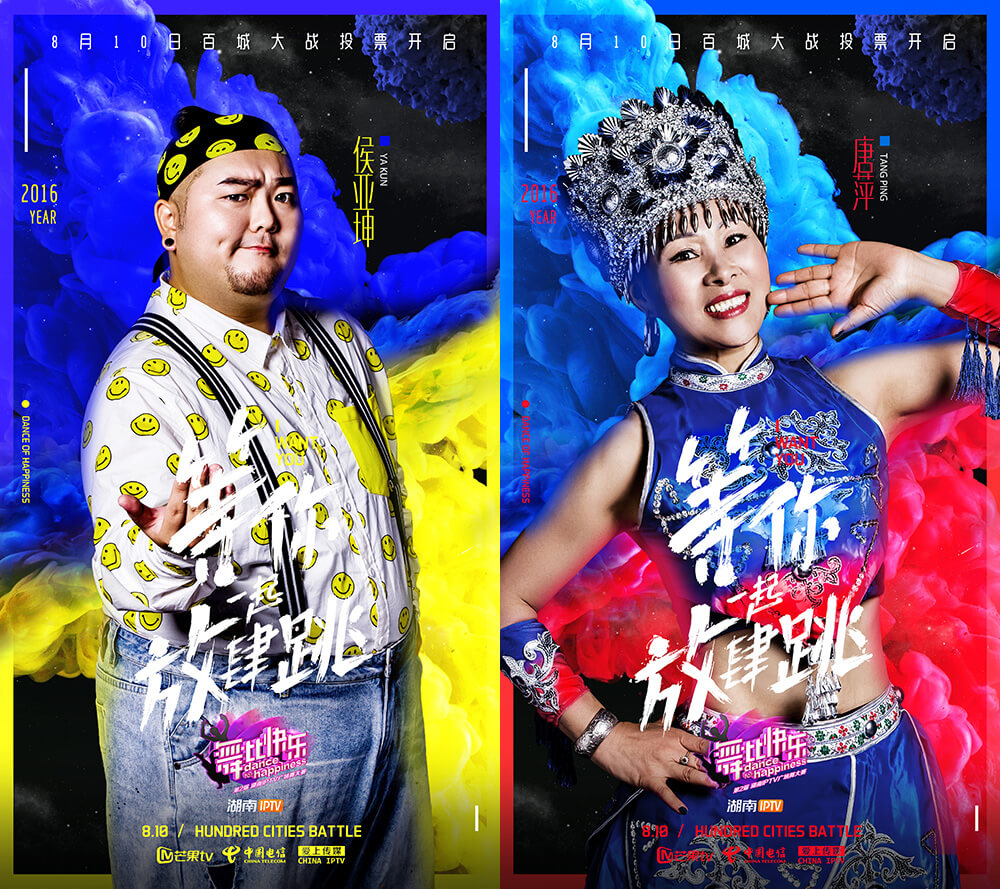 8月10日百城大战投票开启
2016
YEAR
侯亚坤
YA KUN
DANCE OF HAPPINESS
I
WANT
YOU
等你
一起
放肆跳
舞比快乐
dance
happiness
第2届 湖南IPTV广场舞大赛
湖南IPTV
8.10 / HUNDRED CITIES BATTLE
芒果tv
中国电信
CHINA TELECOM
爱上传媒
CHINA IPTV
8月10日百城大战投票开启
2016
YEAR
唐萍
TANG PING
DANCE OF HAPPINESS
I
WANT
YOU
等你
一起
放肆跳
舞比快乐
dance
happiness
第2届 湖南IPTV广场舞大赛
湖南IPTV
8.10 / HUNDRED CITIES BATTLE
芒果tv
中国电信
CHINA TELECOM
爱上传媒
CHINA IPTV